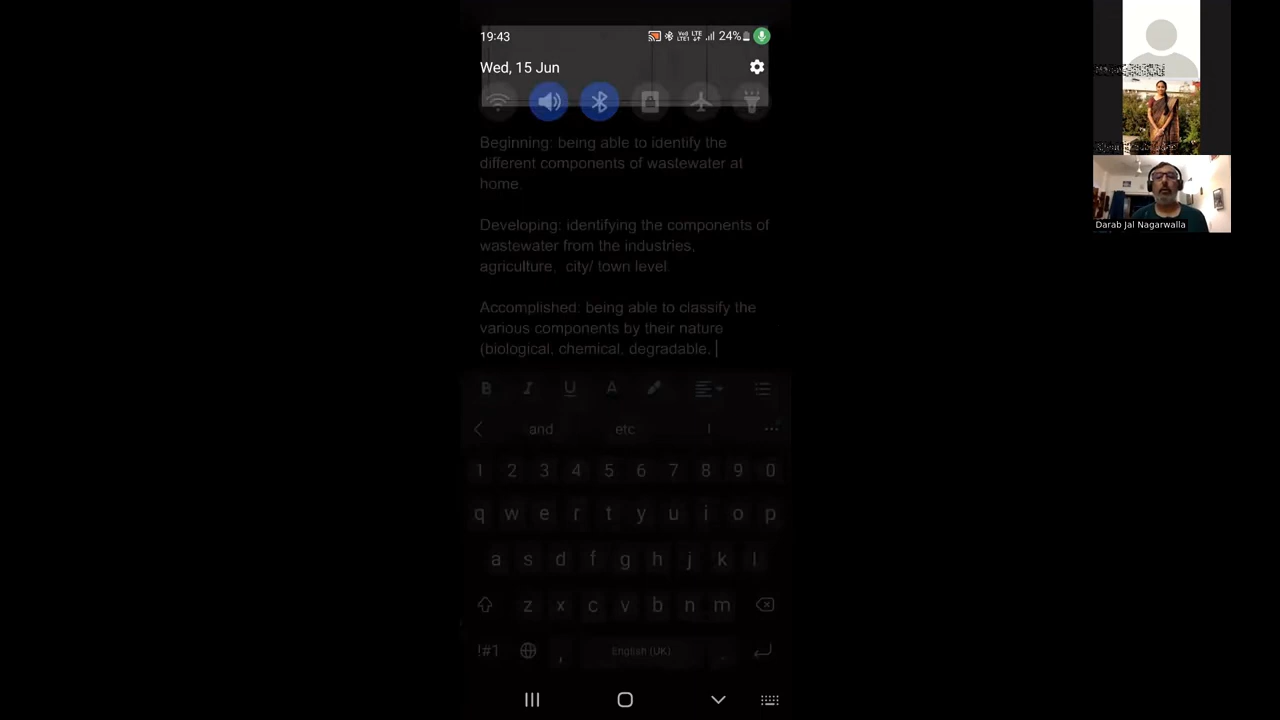 19:43
Vo)) LTE
LTE1
24%
Wed, 15 Jun
Beginning: being able to identify the
different components of wastewater at
home.
Developing: identifying the components of
wastewater from the industries,
agriculture, city/ town level
Accomplished: being able to classify the
various components by their nature
(biological, chemical, degradable,
B I U A
and etc I
1 2 3 4 5 6 7 8 9 0
q w e r t y u i o p
a s d f g h j k l
z x c v b n m
!#1 , English (UK) .
Darab Jal Nagarwalla